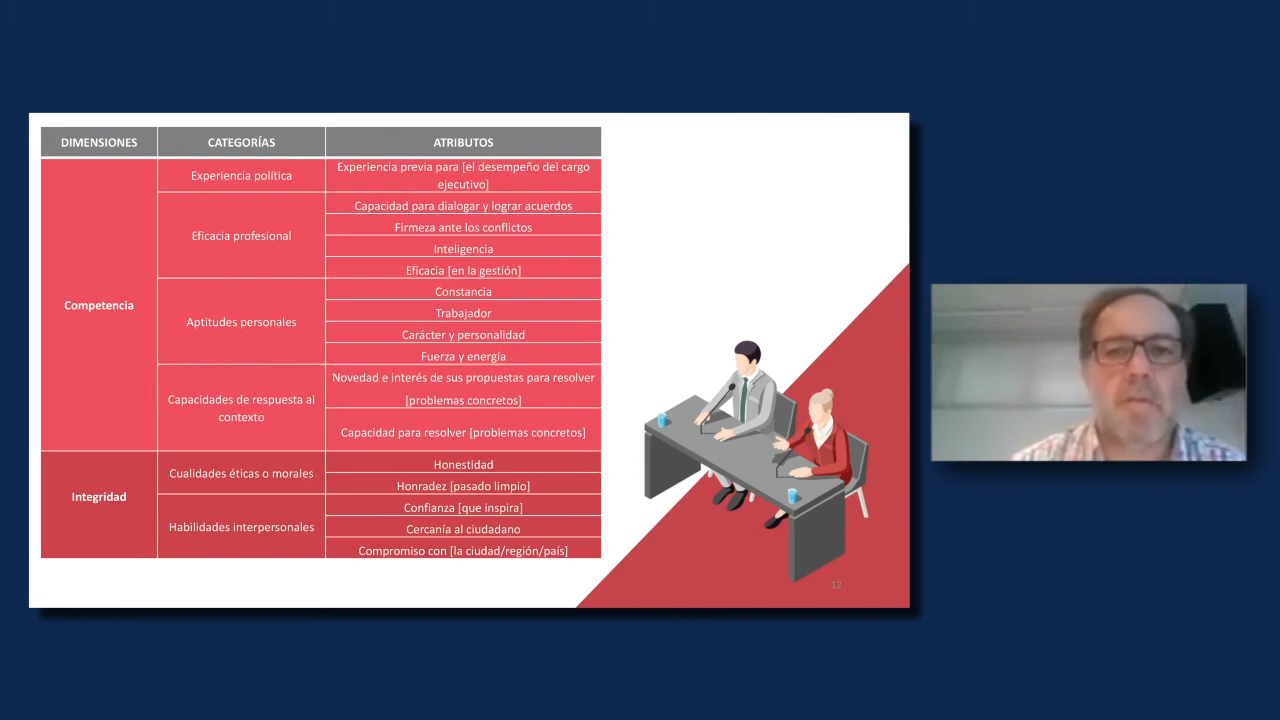 DIMENSIONES CATEGORÍAS ATRIBUTOS
Competencia
Experiencia política
Experiencia previa para [el desempeño del cargo
ejecutivo]
Eficacia profesional
Capacidad para dialogar y lograr acuerdos
Firmeza ante los conflictos
Inteligencia
Eficacia [en la gestión]
Aptitudes personales
Constancia
Trabajador
Carácter y personalidad
Fuerza y energía
Capacidades de respuesta al
contexto
Novedad e interés de sus propuestas para resolver
[problemas concretos]
Capacidad para resolver [problemas concretos]
Integridad
Cualidades éticas o morales
Honestidad
Honradez [pasado limpio]
Habilidades interpersonales
Confianza [que inspira]
Cercanía al ciudadano
Compromiso con [la ciudad/región/país]
12